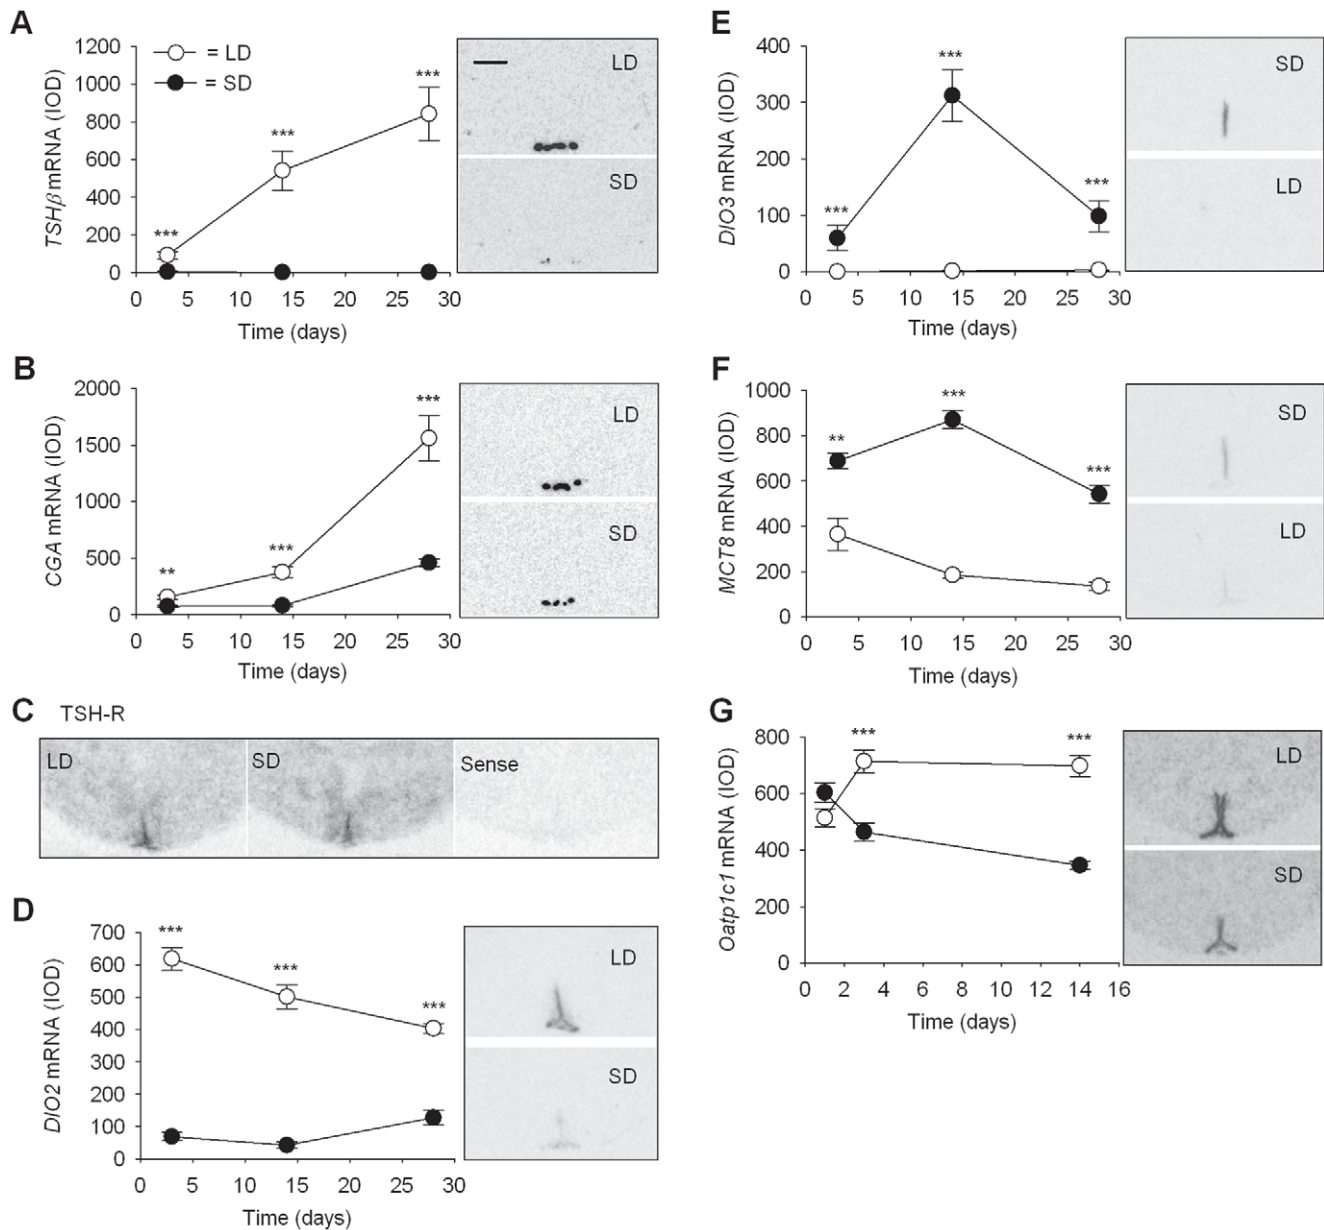 A
TSHβ mRNA (IOD)
1200
1000
800
600
400
200
0
= LD
= SD
***
***
***
0 5 10 15 20 25 30
Time (days)
LD
SD
B
CGA mRNA (IOD)
2000
1500
1000
500
0
**
***
***
0 5 10 15 20 25 30
Time (days)
LD
SD
C TSH-R
LD SD Sense
D
DIO2 mRNA (IOD)
700
600
500
400
300
200
100
0
***
***
***
0 5 10 15 20 25 30
Time (days)
LD
SD
E
DIO3 mRNA (IOD)
400
300
200
100
0
***
***
***
0 5 10 15 20 25 30
Time (days)
SD
LD
F
MCT8 mRNA (IOD)
1000
800
600
400
200
0
**
***
***
0 5 10 15 20 25 30
Time (days)
SD
LD
G
Oatp1c1 mRNA (IOD)
800
600
400
200
0
***
***
0 2 4 6 8 10 12 14 16
Time (days)
LD
SD